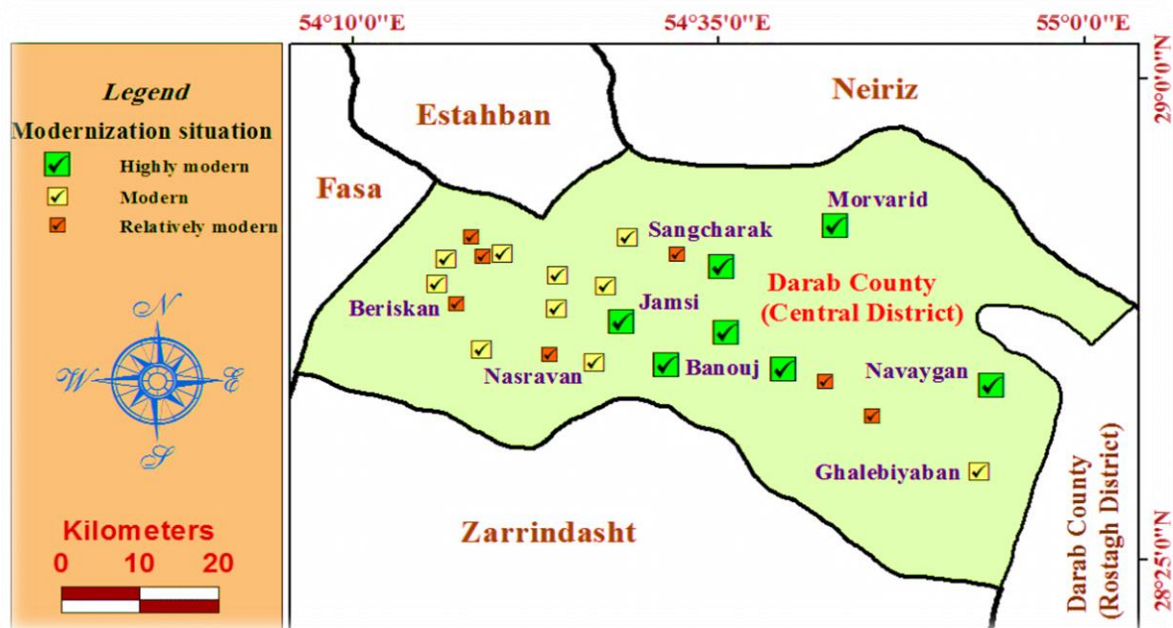 54°10'0"E
54°35'0"E
55°0'0"E
Legend
Modernization situation
Highly modern
Modern
Relatively modern
N
W
E
S
Kilometers
0 10 20
Neiriz
Estahban
Fasa
Morvarid
Sangcharak
Darab County
(Central District)
Beriskan
Jamsi
Nasravan
Banouj
Navaygan
Ghalebiyaban
Zarrindasht
Darab County
(Rostagh District)
29°0'0"N
28°25'0"N